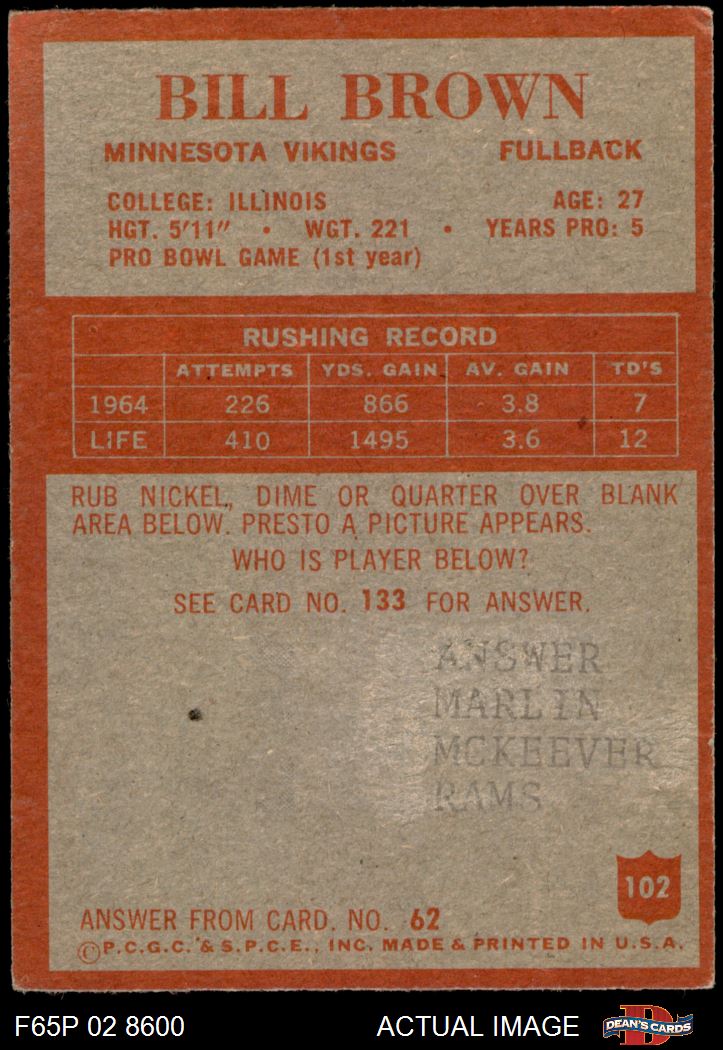 BILL BROWN
MINNESOTA VIKINGS FULLBACK
COLLEGE: ILLINOIS AGE: 27
HGT. 5'11" • WGT. 221 • YEARS PRO: 5
PRO BOWL GAME (1st year)
RUSHING RECORD
ATTEMPTS YDS. GAIN AV. GAIN TD'S
1964 226 866 3.8 7
LIFE 410 1495 3.6 12
RUB NICKEL, DIME OR QUARTER OVER BLANK
AREA BELOW. PRESTO A PICTURE APPEARS.
WHO IS PLAYER BELOW?
SEE CARD NO. 133 FOR ANSWER.
ANSWER
MARLIN
MCKEEVER
RAMS
102
ANSWER FROM CARD. NO. 62
©P.C.G.C. & S.P.C.E., INC. MADE & PRINTED IN U.S.A.
F65P 02 8600 ACTUAL IMAGE DEAN'S CARDS